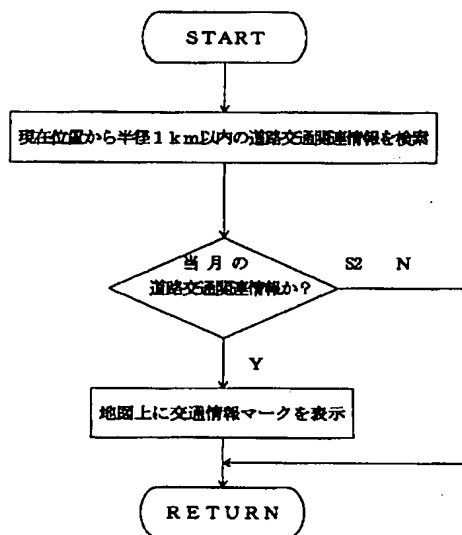 START
現在位置から半径1km以内の道路交通関連情報を検索
当月の
道路交通関連情報か?
S2 N
Y
地図上に交通情報マークを表示
RETURN